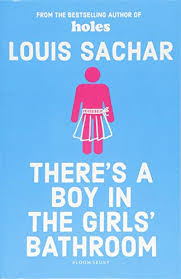 FROM THE BESTSELLING AUTHOR OF
holes
LOUIS SACHAR
THERE'S A
BOY IN
THE GIRLS'
BATHROOM
BLOOMSBURY